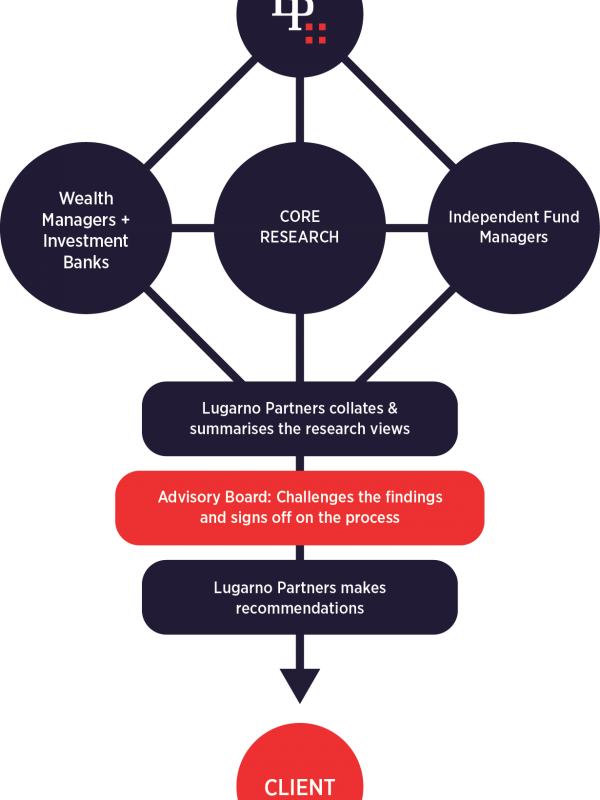 LP
Wealth
Managers +
Investment
Banks
CORE
RESEARCH
Independent Fund
Managers
Lugarno Partners collates &
summarises the research views
Advisory Board: Challenges the findings
and signs off on the process
Lugarno Partners makes
recommendations
CLIENT